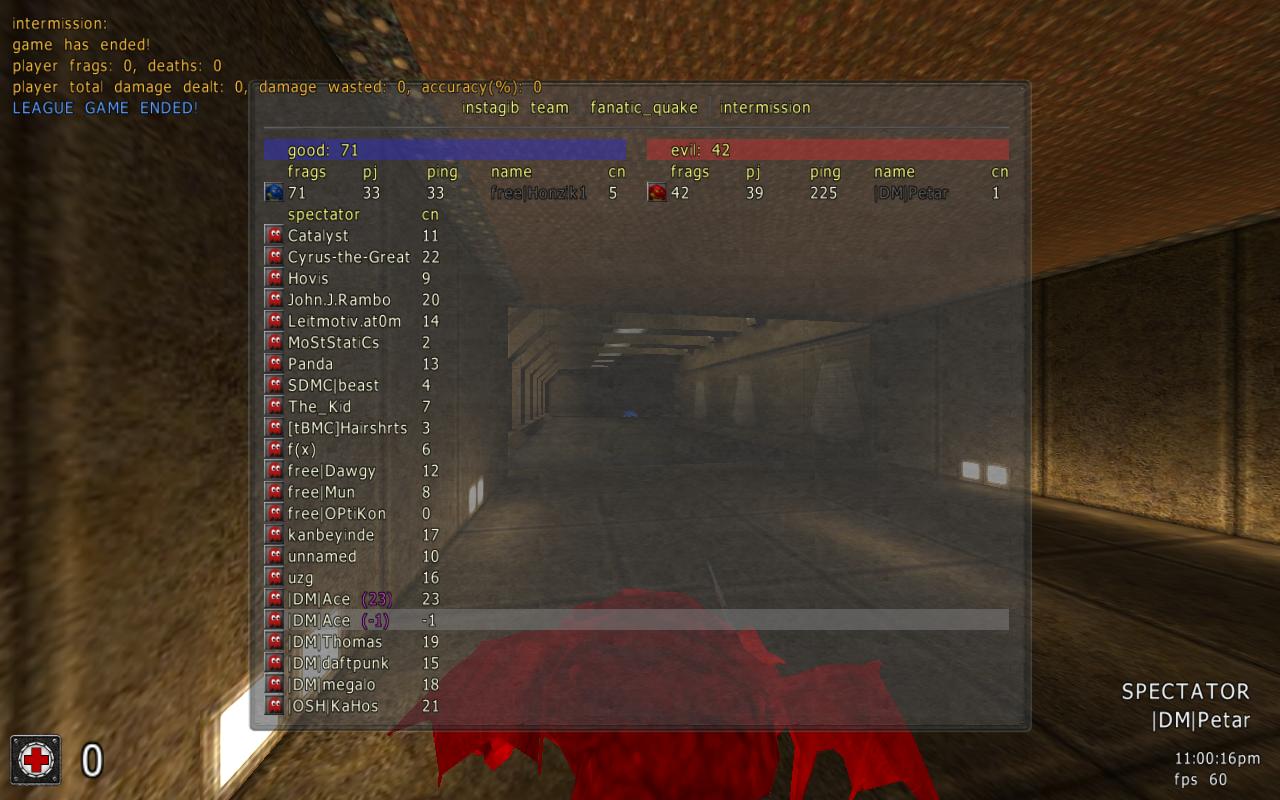 intermission:
game has ended!
player frags: 0, deaths: 0
player total damage dealt: 0, damage wasted: 0, accuracy(%): 0
LEAGUE GAME ENDED!
instagib team fanatic_quake intermission
good: 71 evil: 42
frags pj ping name cn frags pj ping name cn
71 33 33 free|Honzik1 5 42 39 225 |DM|Petar 1
spectator cn
Catalyst 11
Cyrus-the-Great 22
Hovis 9
John.J.Rambo 20
Leitmotiv.at0m 14
MoStStatiCs 2
Panda 13
SDMC|beast 4
The_Kid 7
[tBMC]Hairshrts 3
f(x) 6
free|Dawgy 12
free|Mun 8
free|OPtiKon 0
kanbeyinde 17
unnamed 10
uzg 16
|DM|Ace (23) 23
|DM|Ace (-1) -1
|DM|Thomas 19
|DM|daftpunk 15
|DM|megalo 18
|OSH|KaHos 21
SPECTATOR
|DM|Petar
0
11:00:16pm
fps 60